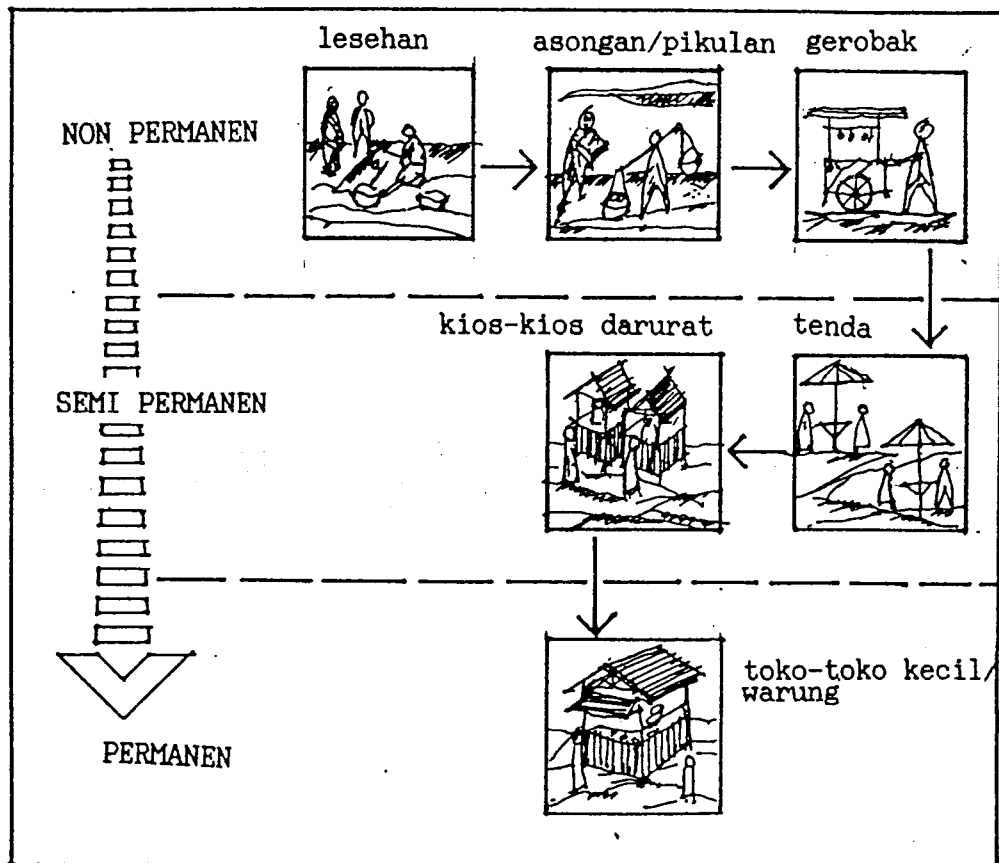 lesehan
asongan/pikulan
gerobak
NON PERMANEN
kios-kios darurat
tenda
SEMI PERMANEN
toko-toko kecil/
warung
PERMANEN